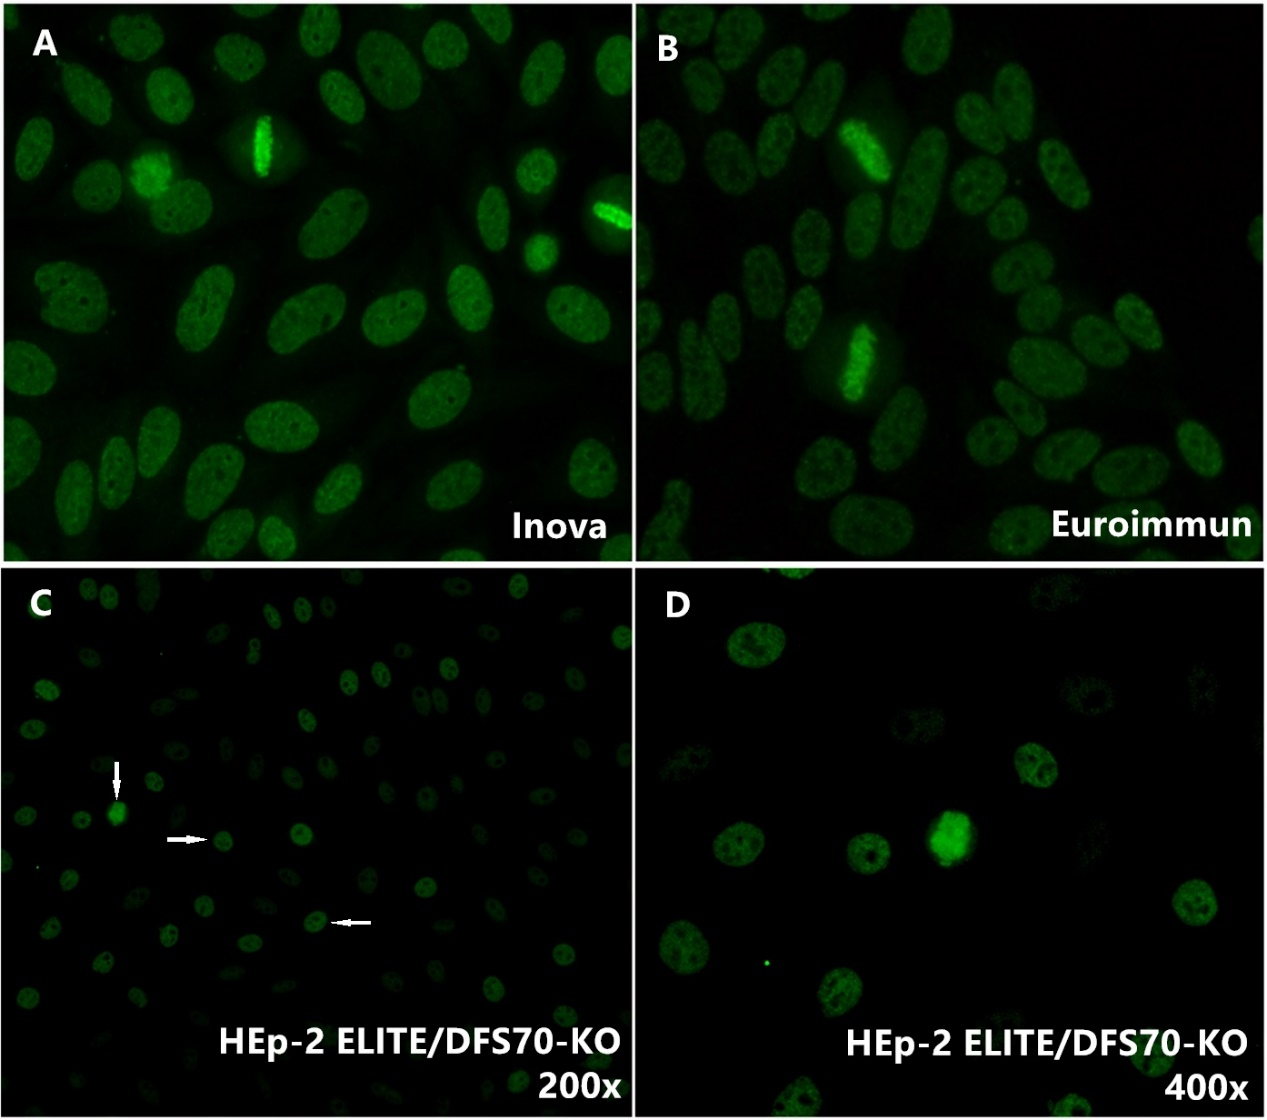 A
B
Inova
Euroimmun
C
D
HEp-2 ELITE/DFS70-KO
200x
HEp-2 ELITE/DFS70-KO
400x